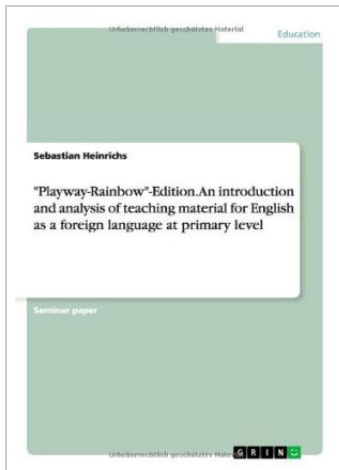 Urheberrechtlich geschütztes Material
Education
Sebastian Heinrichs
"Playway-Rainbow"-Edition. An introduction
and analysis of teaching material for English
as a foreign language at primary level
Seminar paper
Urheberrechtlich geschütztes Mater
GRIN